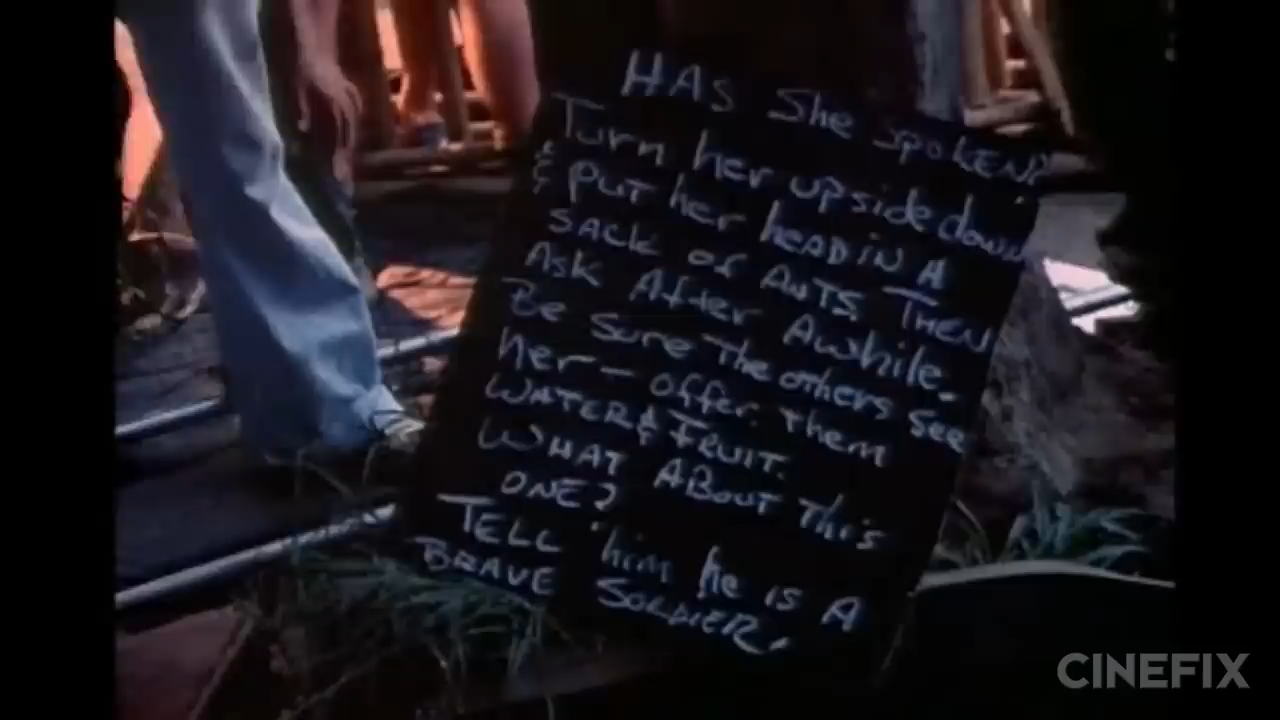 HAS She SPOKEN?
Turn her upside down
& PUT her heAD iN A
SACK OF ANTS. THEN
ASK AFter Awhile.
Be Sure The others See
her — OFFer Them
WATER & FRUIT.
WHAT ABOUT This
ONE?
TELL him he is A
BRAVE SOLDIER.
CINEFIX